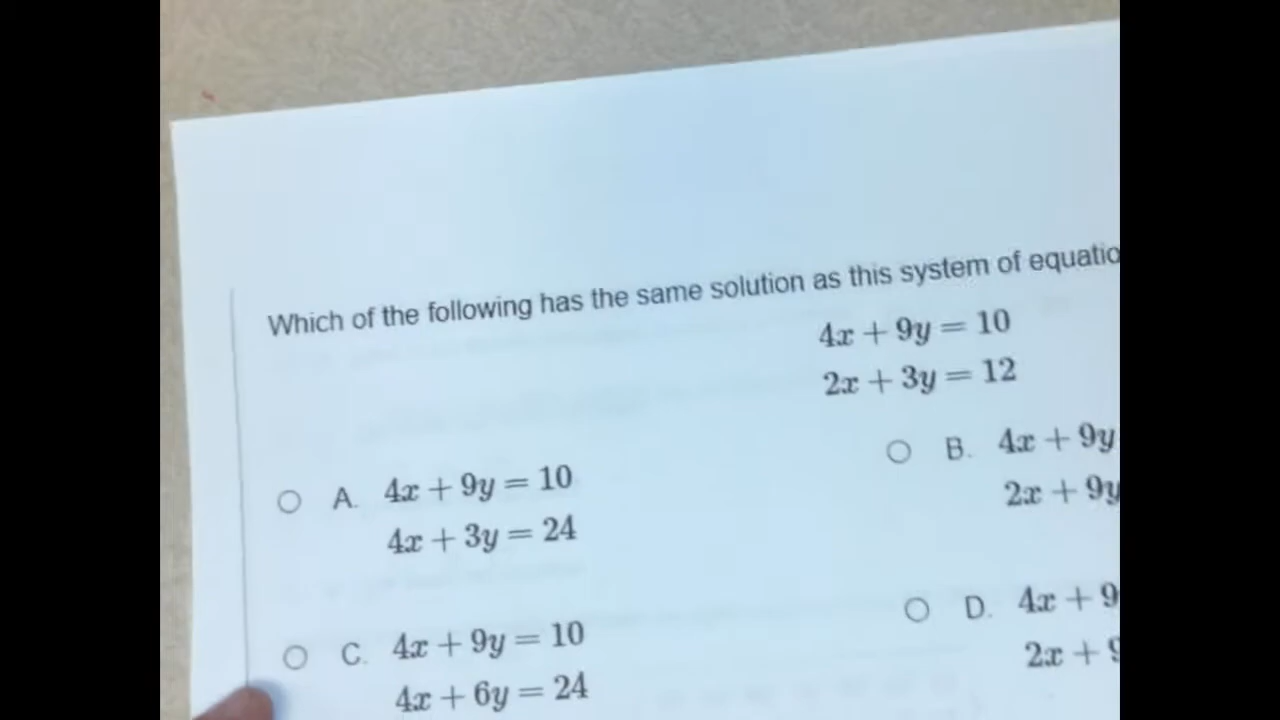 Which of the following has the same solution as this system of
4x + 9y = 10
2x + 3y = 12
A. 4x + 9y = 10
4x + 3y = 24
B. 4x + 9y
2x + 9y
C. 4x + 9y = 10
4x + 6y = 24
D. 4x + 9
2x + 9